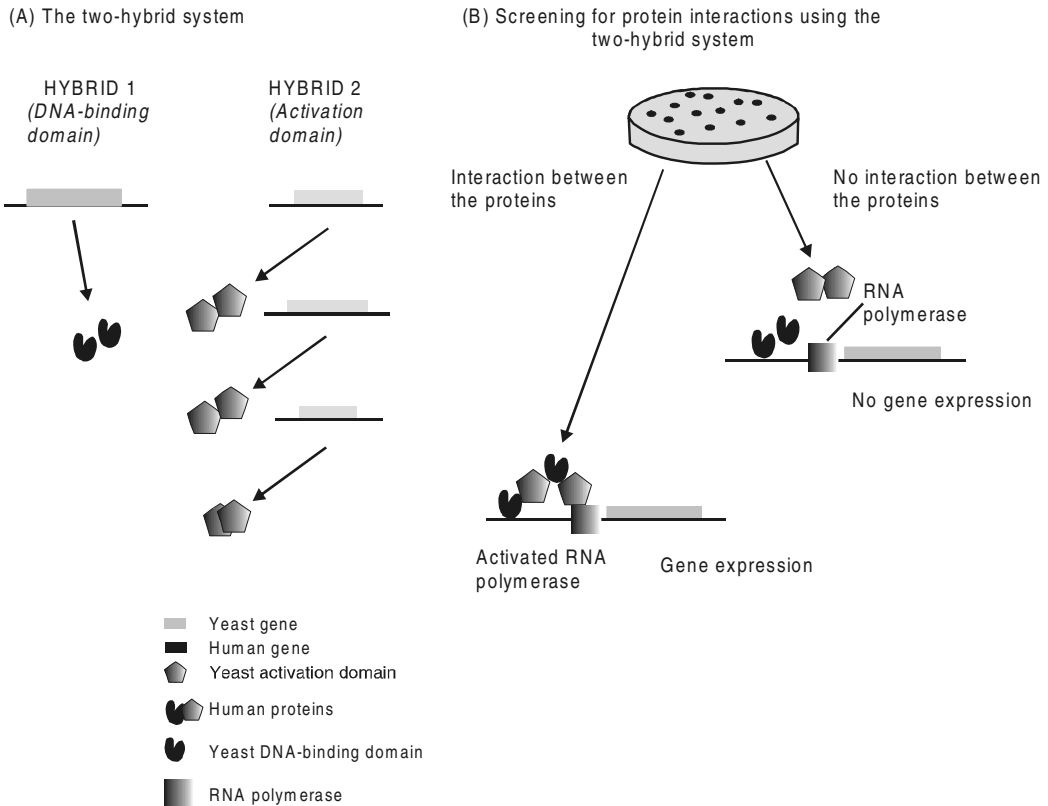 (A) The two-hybrid system
HYBRID 1
(DNA-binding
domain)
HYBRID 2
(Activation
domain)
(B) Screening for protein interactions using the
two-hybrid system
Interaction between
the proteins
No interaction between
the proteins
RNA
polymerase
No gene expression
Activated RNA
polymerase
Gene expression
Yeast gene
Human gene
Yeast activation domain
Human proteins
Yeast DNA-binding domain
RNA polymerase